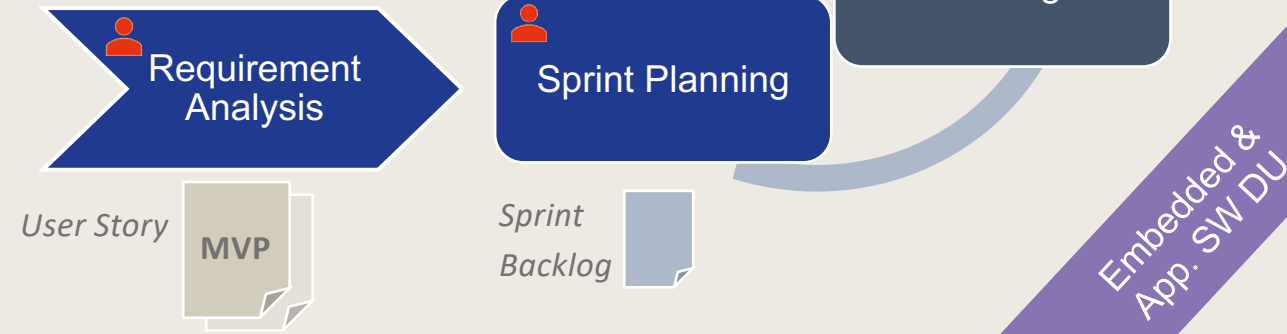 Requirement
Analysis
Sprint Planning
User Story
MVP
Sprint
Backlog
Embedded &
App. SW DU